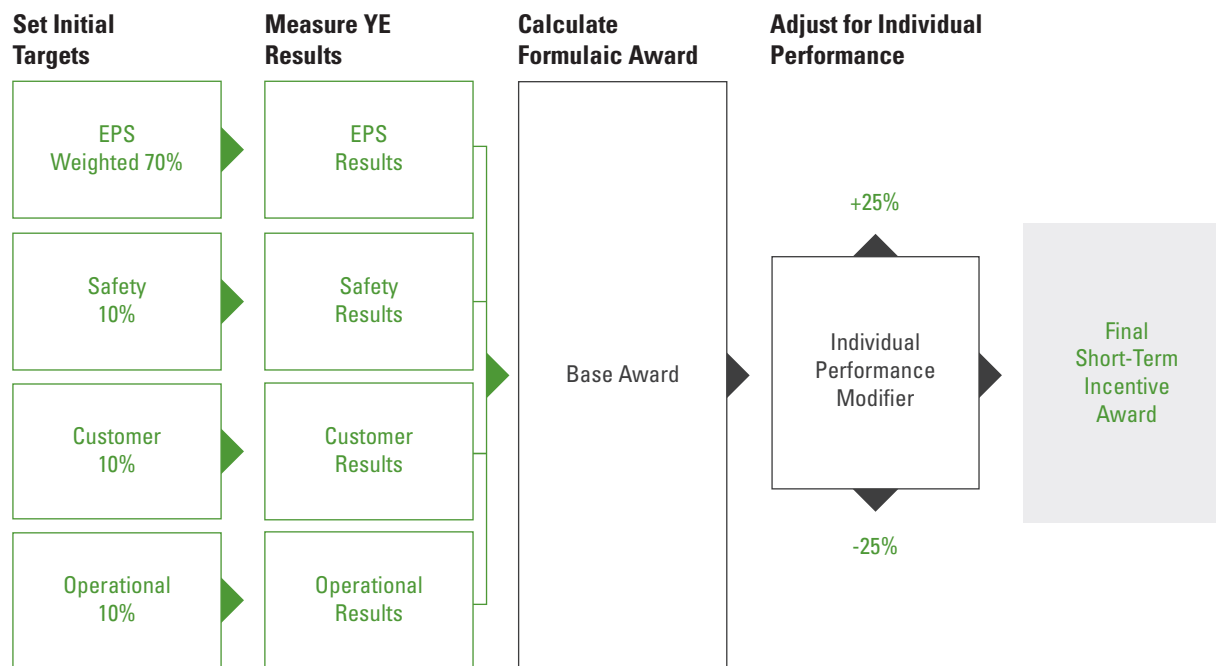 Set Initial
Targets
Measure YE
Results
Calculate
Formulaic Award
Adjust for Individual
Performance
EPS
Weighted 70%
EPS
Results
Safety
10%
Safety
Results
Customer
10%
Customer
Results
Operational
10%
Operational
Results
Base Award
+25%
Individual
Performance
Modifier
-25%
Final
Short-Term
Incentive
Award